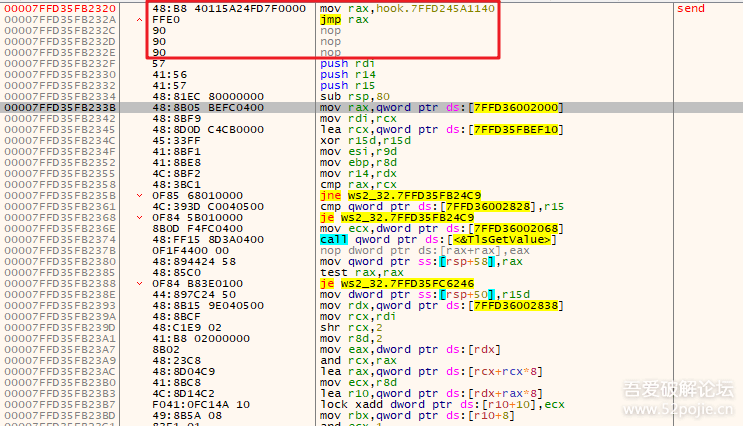 00007FFD35FB2320 48:B8 40115A24FD7F0000 mov rax,hook.7FFD245A1140 send
00007FFD35FB232A FFE0 jmp rax
00007FFD35FB232C 90 nop
00007FFD35FB232D 90 nop
00007FFD35FB232E 90 nop
00007FFD35FB232F 57 push rdi
00007FFD35FB2330 41:56 push r14
00007FFD35FB2332 41:57 push r15
00007FFD35FB2334 48:81EC 80000000 sub rsp,80
00007FFD35FB233B 48:8B05 BEFC0400 mov rax,qword ptr ds:[7FFD36002000]
00007FFD35FB2342 48:8BF9 mov rdi,rcx
00007FFD35FB2345 48:8D0D C4CB0000 lea rcx,qword ptr ds:[7FFD35FBEF10]
00007FFD35FB234C 45:33FF xor r15d,r15d
00007FFD35FB234F 41:8BF1 mov esi,r9d
00007FFD35FB2352 41:8BE8 mov ebp,r8d
00007FFD35FB2355 4C:8BF2 mov r14,rdx
00007FFD35FB2358 48:3BC1 cmp rax,rcx
00007FFD35FB235B 0F85 68010000 jne ws2_32.7FFD35FB24C9
00007FFD35FB2361 4C:393D C0040500 cmp qword ptr ds:[7FFD36002828],r15
00007FFD35FB2368 0F84 5B010000 je ws2_32.7FFD35FB24C9
00007FFD35FB236E 8B0D F4FC0400 mov ecx,dword ptr ds:[7FFD36002068]
00007FFD35FB2374 48:FF15 8D3A0400 call qword ptr ds:[<&TlsGetValue>]
00007FFD35FB237B 0F1F4400 00 nop dword ptr ds:[rax+rax],eax
00007FFD35FB2380 48:894424 58 mov qword ptr ss:[rsp+58],rax
00007FFD35FB2385 48:85C0 test rax,rax
00007FFD35FB2388 0F84 B83E0100 je ws2_32.7FFD35FC6246
00007FFD35FB238E 44:897C24 50 mov dword ptr ss:[rsp+50],r15d
00007FFD35FB2393 48:8B15 9E040500 mov rdx,qword ptr ds:[7FFD36002838]
00007FFD35FB239A 48:8BCF mov rcx,rdi
00007FFD35FB239D 48:C1E9 02 shr rcx,2
00007FFD35FB23A1 41:B8 02000000 mov r8d,2
00007FFD35FB23A7 8B02 mov eax,dword ptr ds:[rdx]
00007FFD35FB23A9 48:23C8 and rcx,rax
00007FFD35FB23AC 48:8D04C9 lea rax,qword ptr ds:[rcx+rcx*8]
00007FFD35FB23B0 41:8BC8 mov ecx,r8d
00007FFD35FB23B3 4C:8D14C2 lea r10,qword ptr ds:[rdx+rax*8]
00007FFD35FB23B7 F041:0FC14A 10 lock xadd dword ptr ds:[r10+10],ecx
00007FFD35FB23BD 49:8B5A 08 mov rbx,qword ptr ds:[r10+8]
吾爱破解论坛
www.52pojie.cn